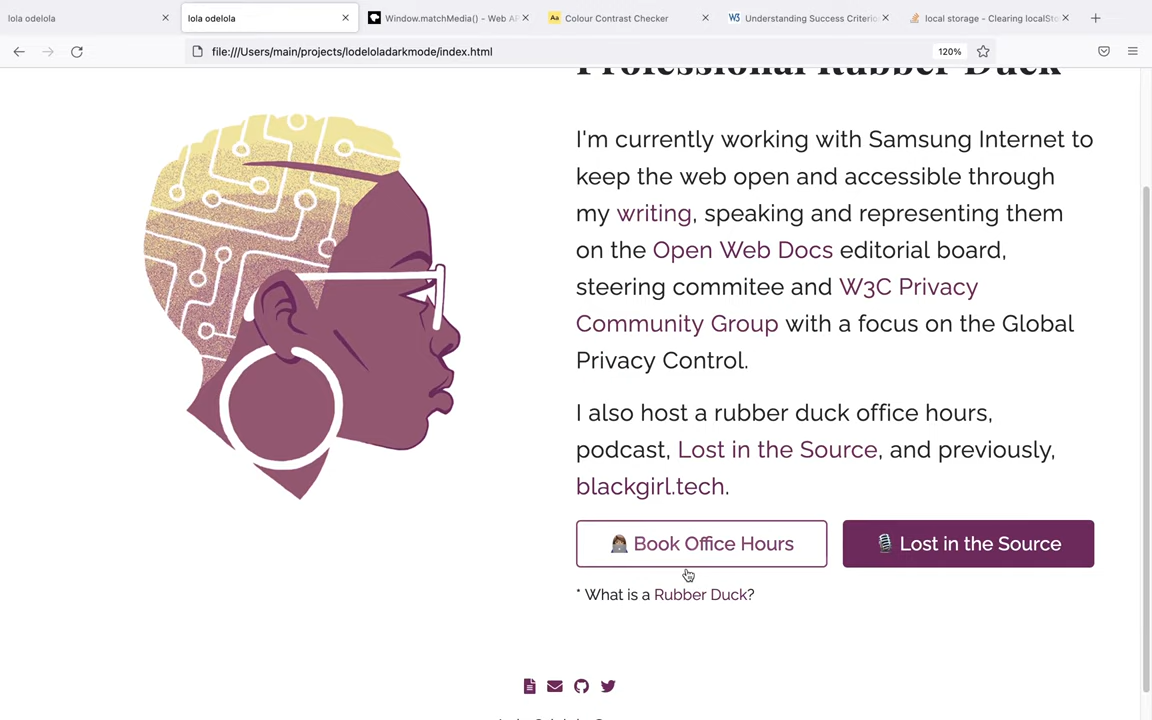 lola odelola
lola odelola
Window.matchMedia() - Web AP
Aa Colour Contrast Checker
W3 Understanding Success Criterio
local storage - Clearing localSto
file:///Users/main/projects/lodeloladarkmode/index.html
120%
Professional Rubber Duck
I'm currently working with Samsung Internet to
keep the web open and accessible through
my writing, speaking and representing them
on the Open Web Docs editorial board,
steering commitee and W3C Privacy
Community Group with a focus on the Global
Privacy Control.
I also host a rubber duck office hours,
podcast, Lost in the Source, and previously,
blackgirl.tech.
Book Office Hours
Lost in the Source
* What is a Rubber Duck?